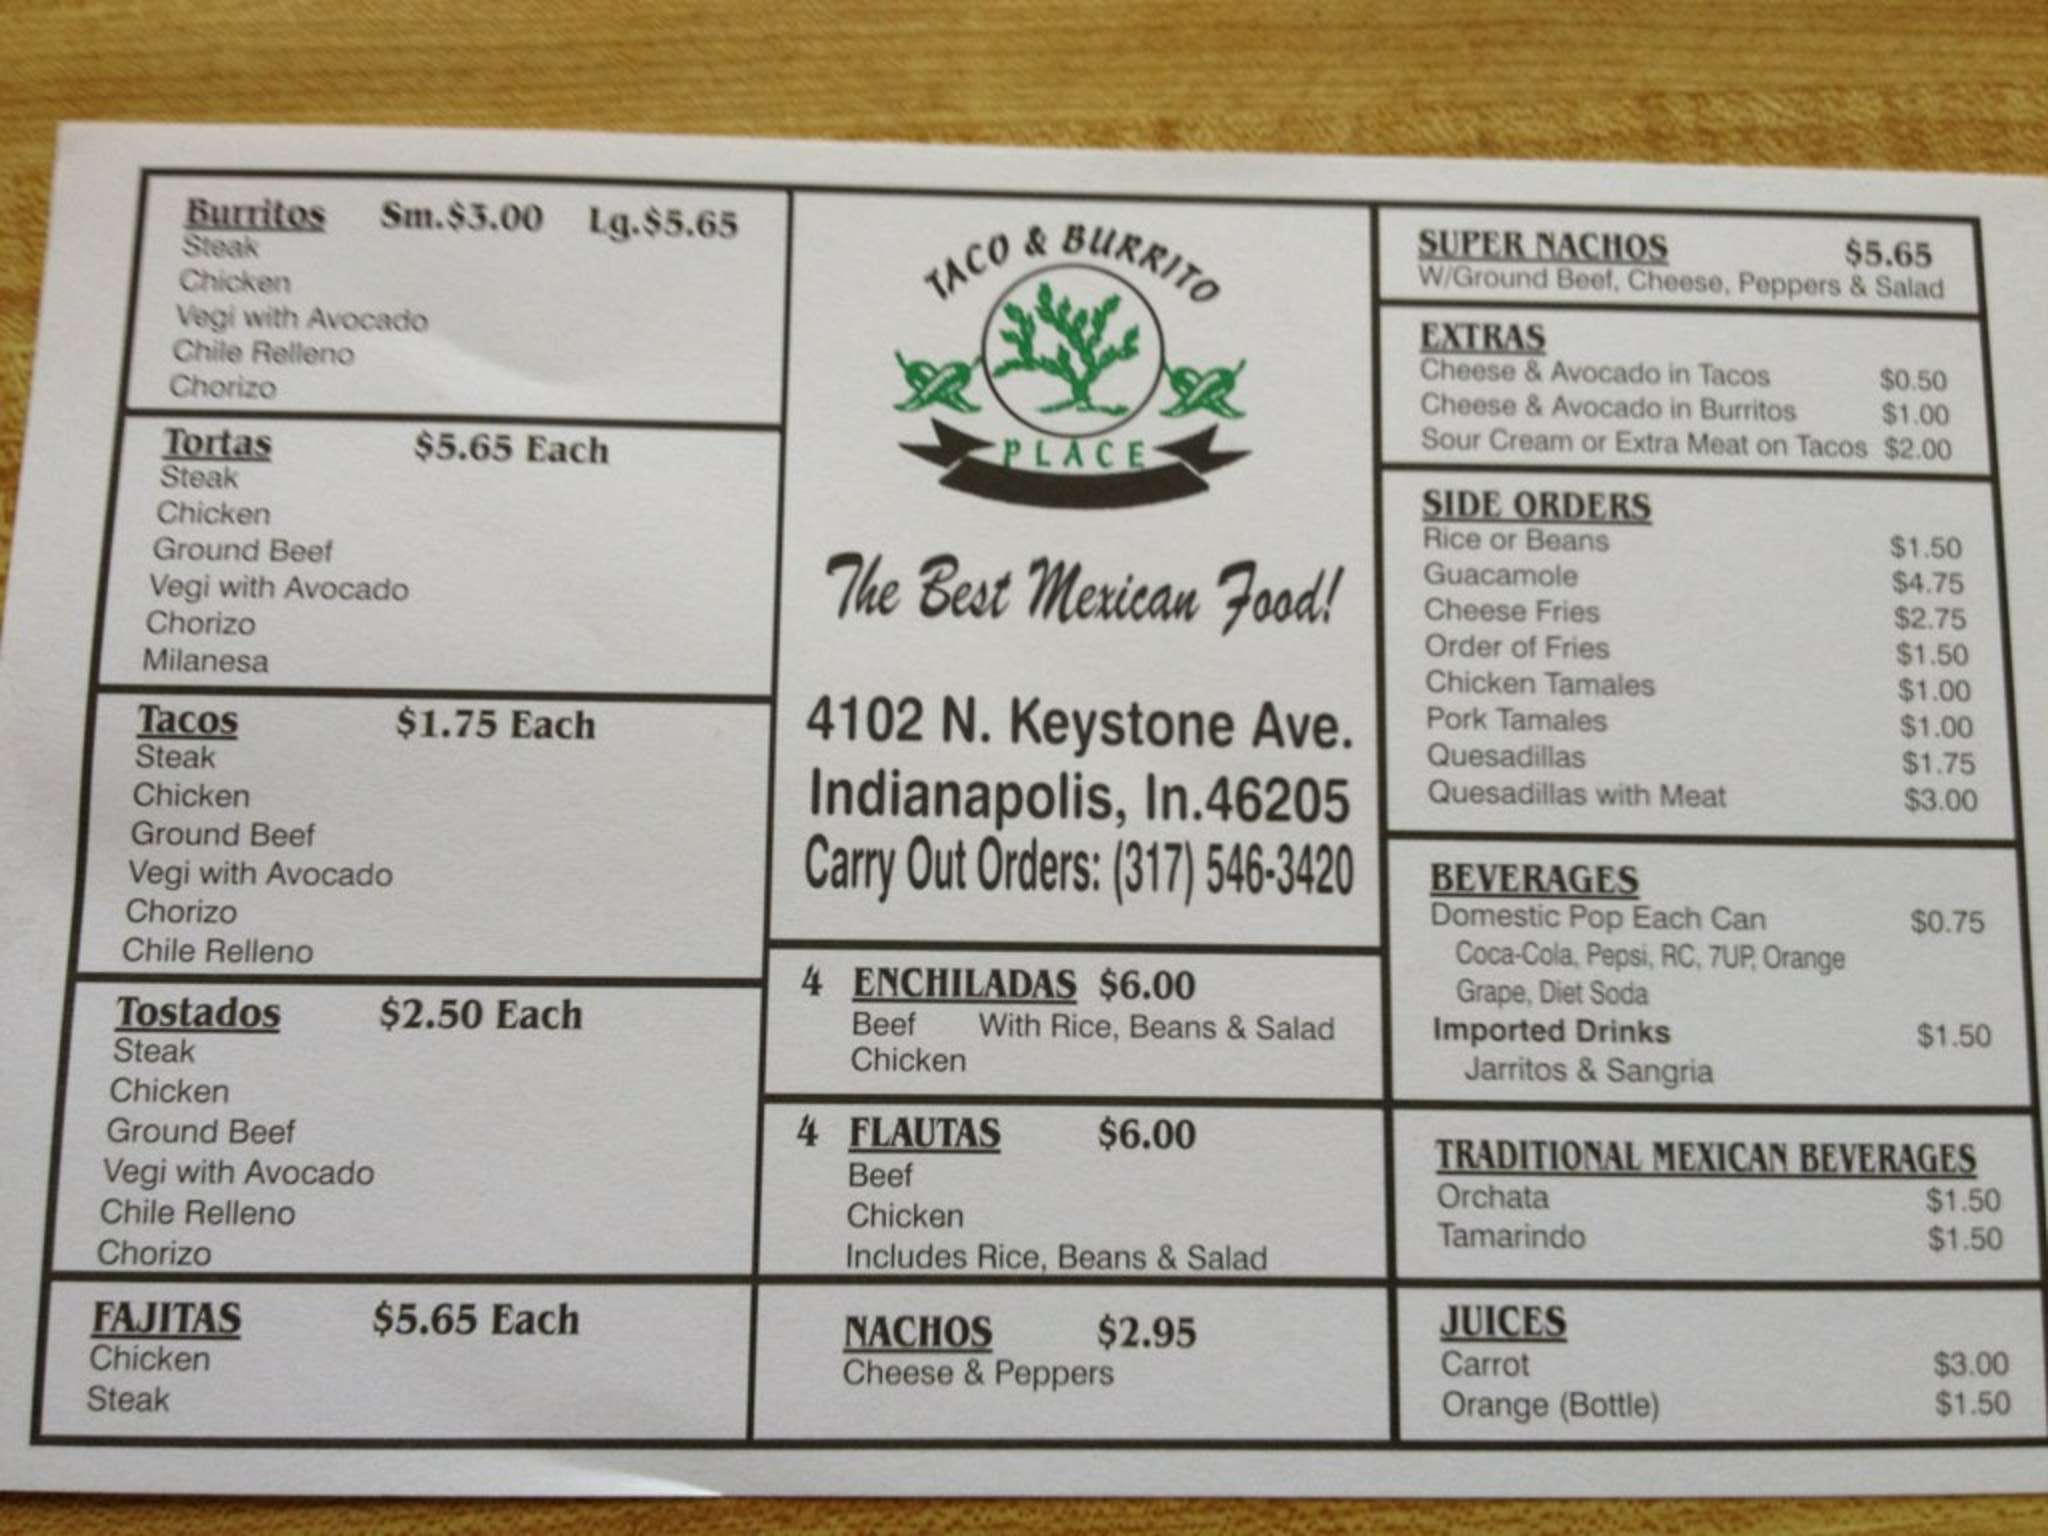 Burritos Sm.$3.00 Lg.$5.65
Steak
Chicken
Vegi with Avocado
Chile Relleno
Chorizo
Tortas $5.65 Each
Steak
Chicken
Ground Beef
Vegi with Avocado
Chorizo
Milanesa
Tacos $1.75 Each
Steak
Chicken
Ground Beef
Vegi with Avocado
Chorizo
Chile Relleno
Tostados $2.50 Each
Steak
Chicken
Ground Beef
Vegi with Avocado
Chile Relleno
Chorizo
FAJITAS $5.65 Each
Chicken
Steak
TACO & BURRITO
PLACE
The Best Mexican Food!
4102 N. Keystone Ave.
Indianapolis, In.46205
Carry Out Orders: (317) 546-3420
4 ENCHILADAS $6.00
Beef With Rice, Beans & Salad
Chicken
4 FLAUTAS $6.00
Beef
Chicken
Includes Rice, Beans & Salad
NACHOS $2.95
Cheese & Peppers
SUPER NACHOS $5.65
W/Ground Beef, Cheese, Peppers & Salad
EXTRAS
Cheese & Avocado in Tacos $0.50
Cheese & Avocado in Burritos $1.00
Sour Cream or Extra Meat on Tacos $2.00
SIDE ORDERS
Rice or Beans $1.50
Guacamole $4.75
Cheese Fries $2.75
Order of Fries $1.50
Chicken Tamales $1.00
Pork Tamales $1.00
Quesadillas $1.75
Quesadillas with Meat $3.00
BEVERAGES
Domestic Pop Each Can $0.75
Coca-Cola, Pepsi, RC, 7UP, Orange
Grape, Diet Soda
Imported Drinks $1.50
Jarritos & Sangria
TRADITIONAL MEXICAN BEVERAGES
Orchata $1.50
Tamarindo $1.50
JUICES
Carrot $3.00
Orange (Bottle) $1.50